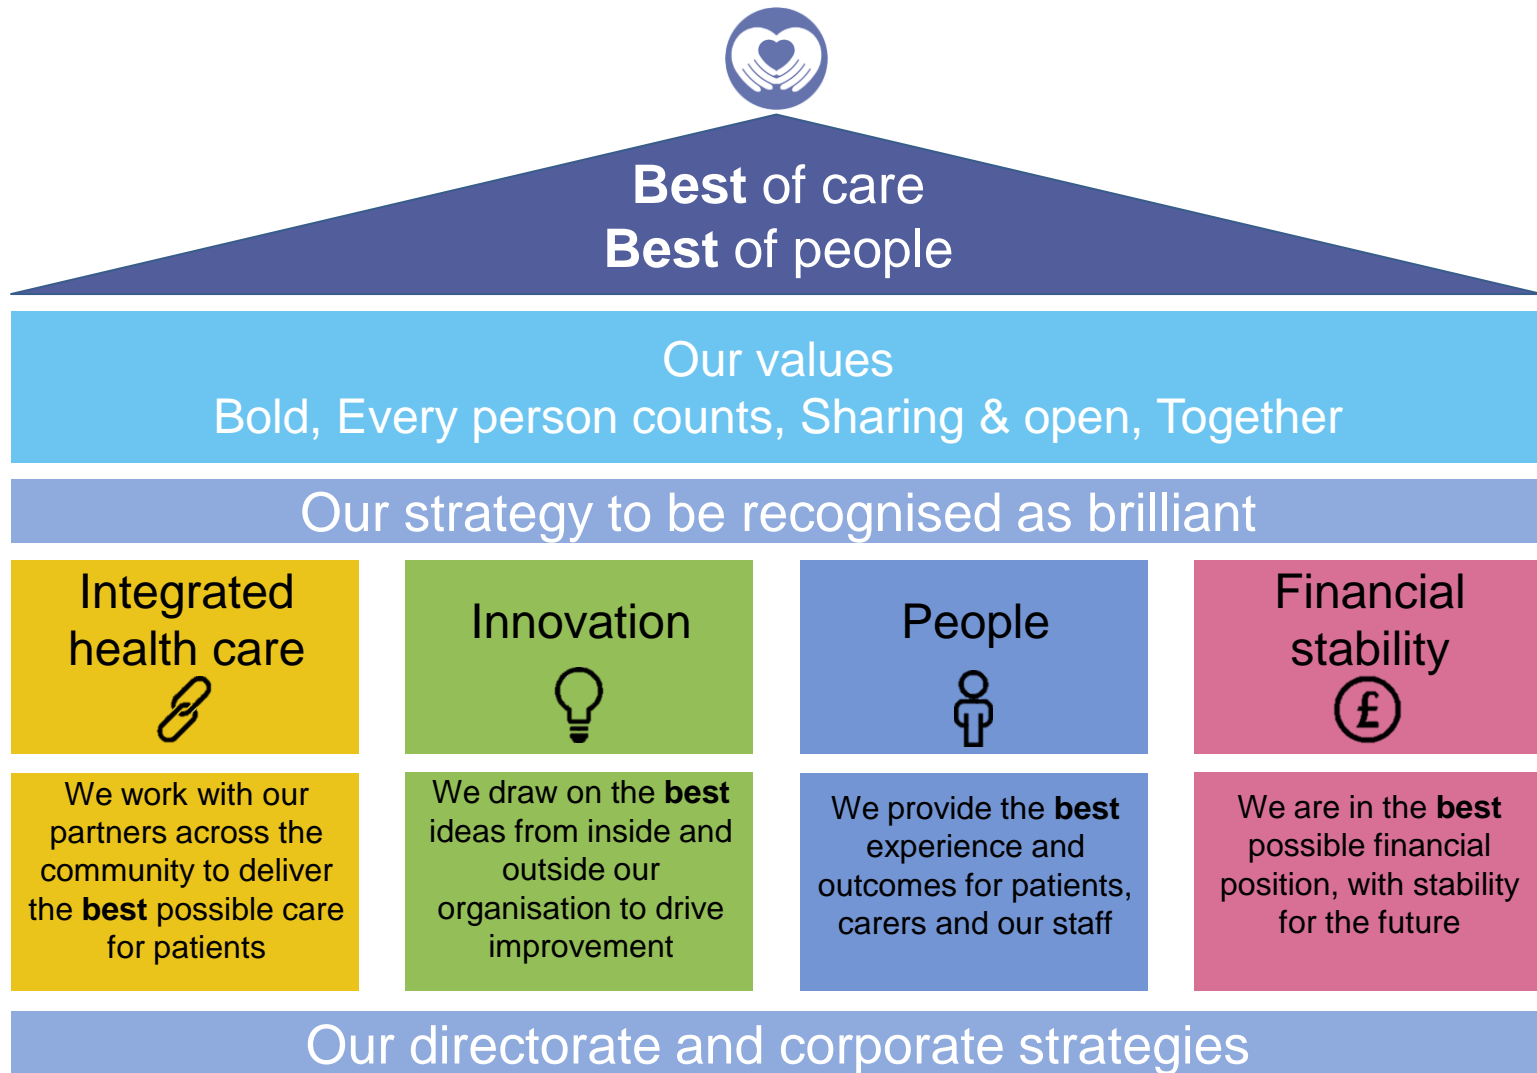 Best of care
Best of people
Our values
Bold, Every person counts, Sharing & open, Together
Our strategy to be recognised as brilliant
Integrated
health care
Innovation
People
Financial
stability
£
We work with our
partners across the
community to deliver
the best possible care
for patients
We draw on the best
ideas from inside and
outside our
organisation to drive
improvement
We provide the best
experience and
outcomes for patients,
carers and our staff
We are in the best
possible financial
position, with stability
for the future
Our directorate and corporate strategies